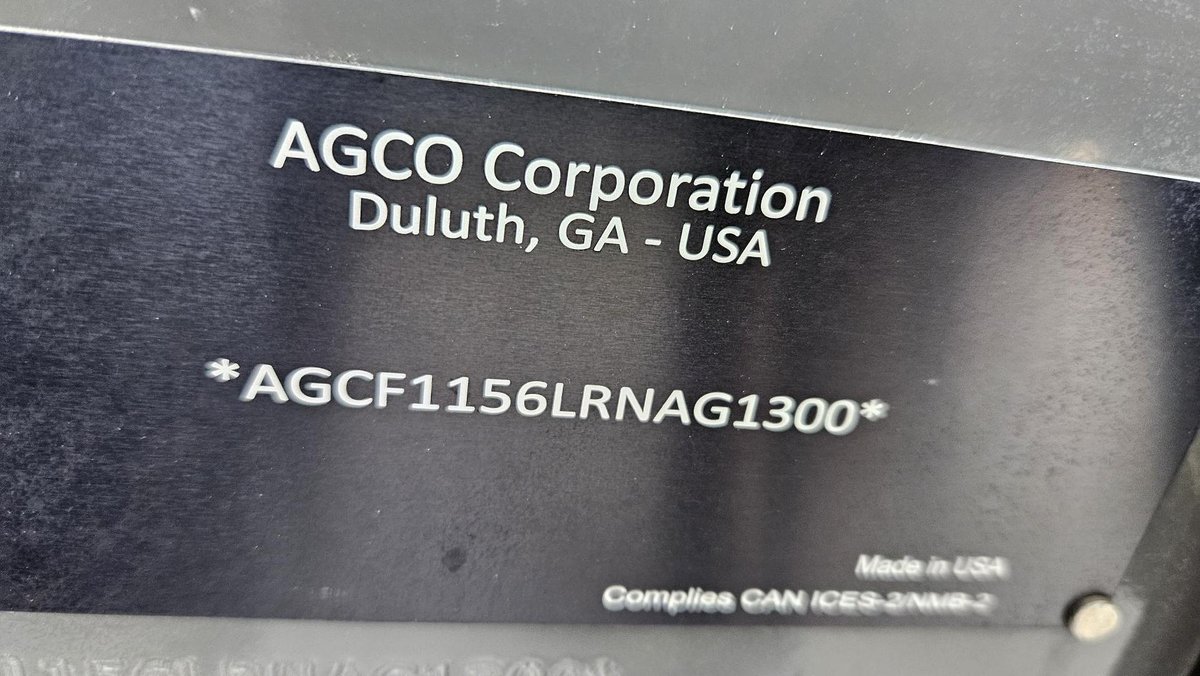 AGCO Corporation
Duluth, GA - USA
*AGCF1156LRNAG1300*
Made in USA
Complies CAN ICES-2/NMB-2